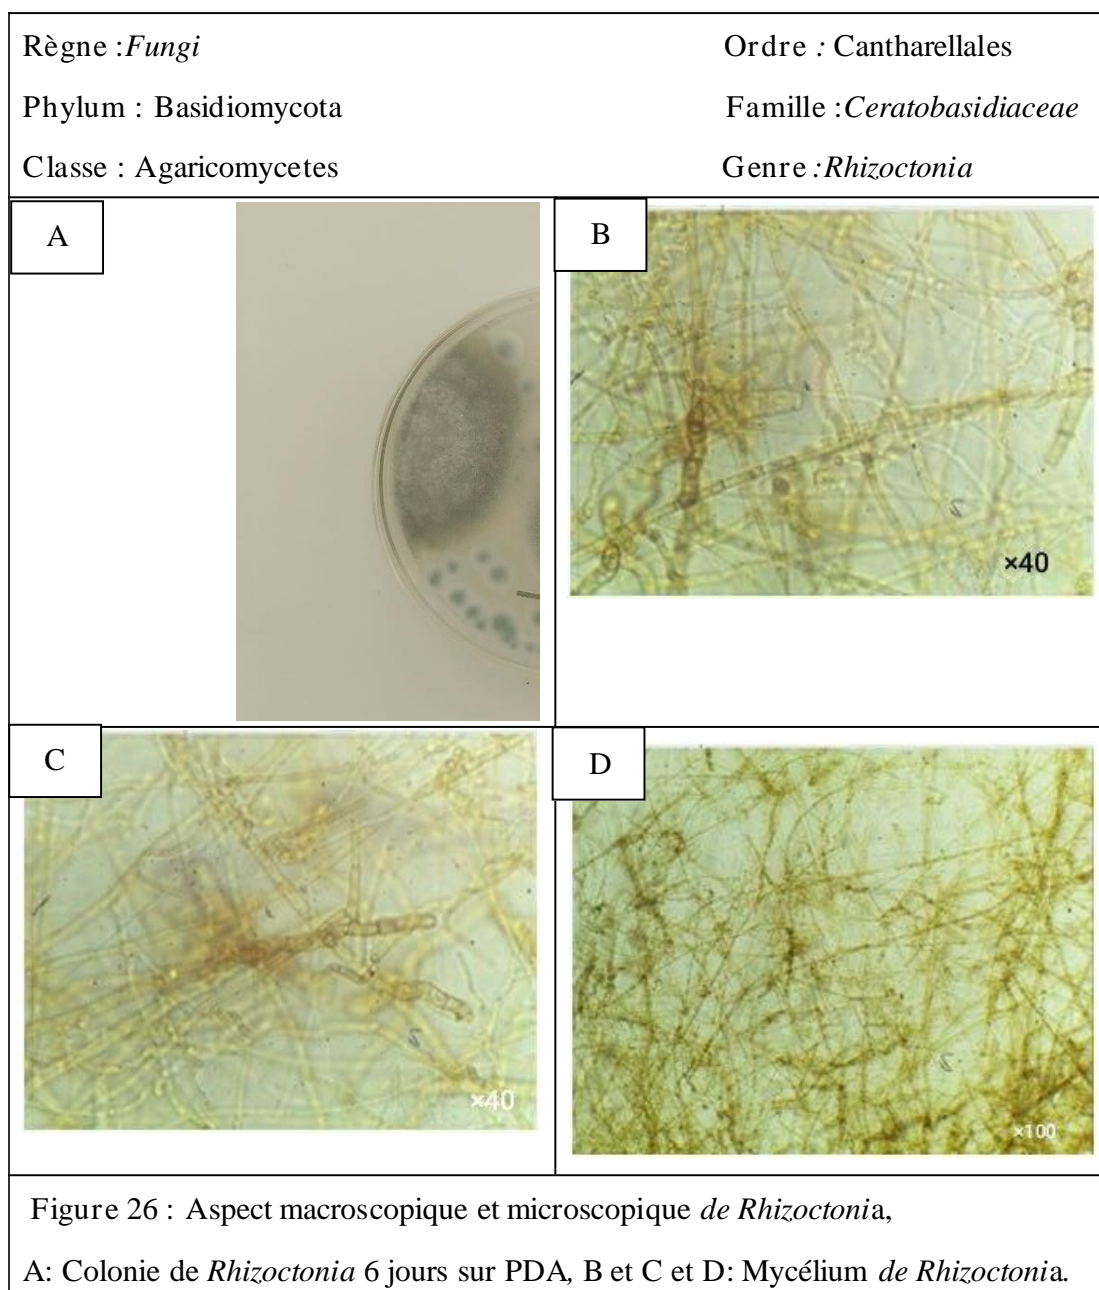 Règne :Fungi
Ordre : Cantharellales
Phylum : Basidiomycota
Famille :Ceratobasidiaceae
Classe : Agaricomycetes
Genre :Rhizoctonia
A
B
×40
C
×40
D
×100
Figure 26 : Aspect macroscopique et microscopique de Rhizoctonia,
A: Colonie de Rhizoctonia 6 jours sur PDA, B et C et D: Mycélium de Rhizoctonia.